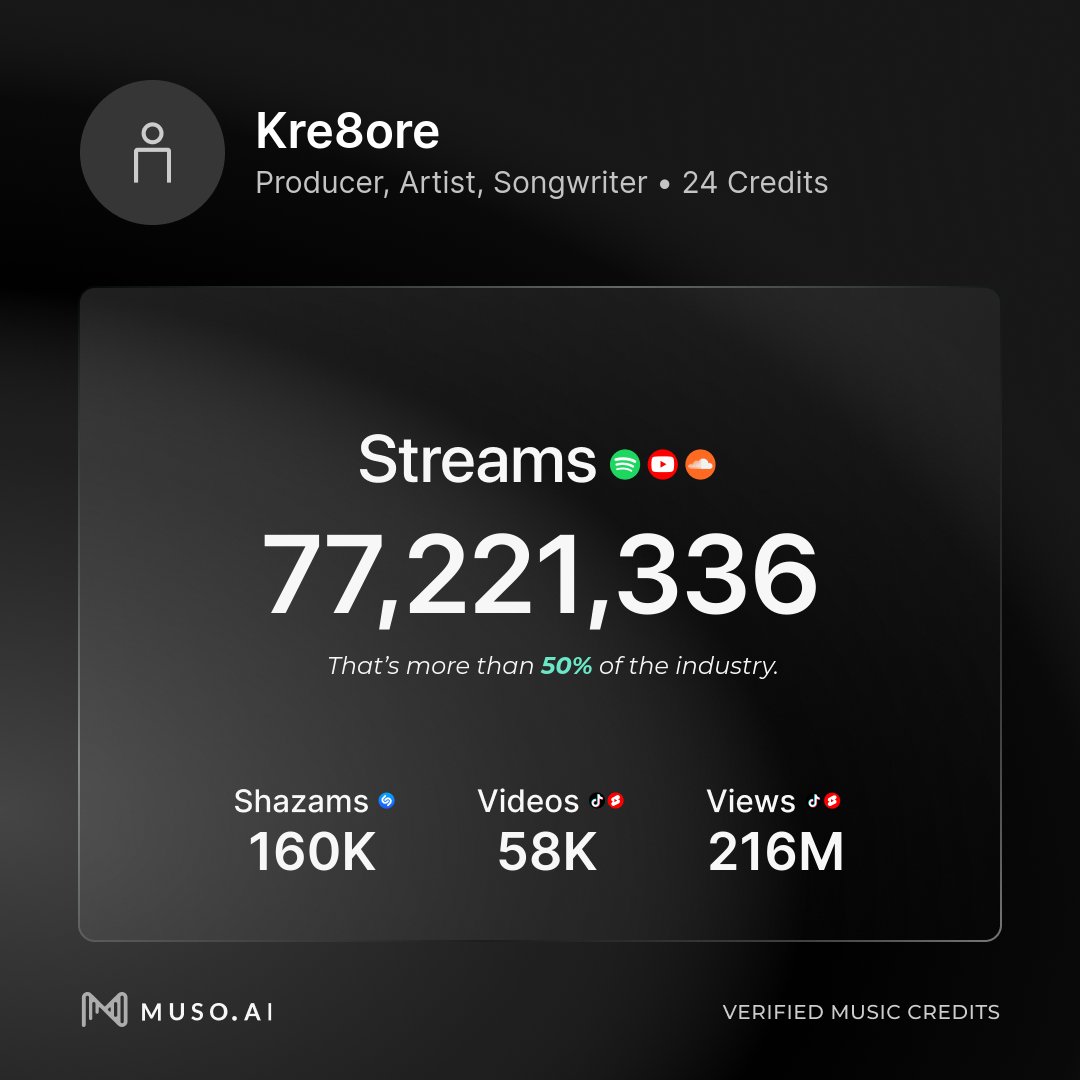 Kre8ore
Producer, Artist, Songwriter • 24 Credits
Streams
77,221,336
That's more than 50% of the industry.
Shazams Videos Views
160K 58K 216M
MUSO.AI VERIFIED MUSIC CREDITS